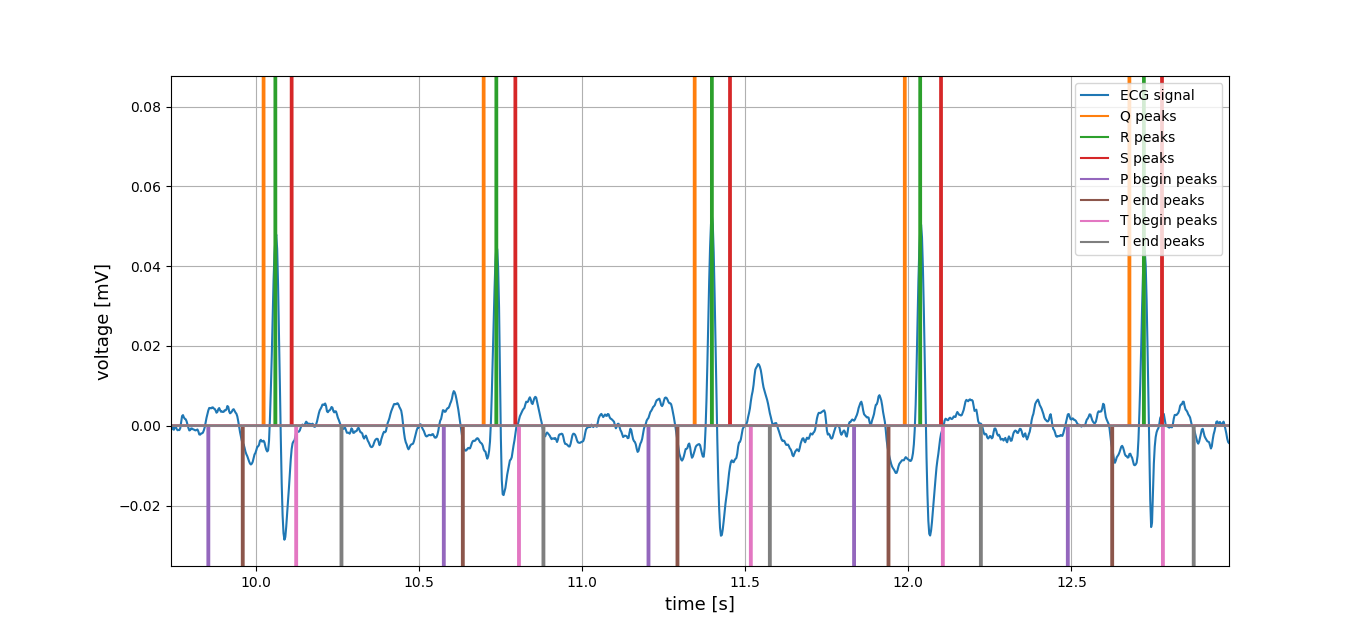 0.08
0.06
0.04
0.02
0.00
−0.02
voltage [mV]
10.0 10.5 11.0 11.5 12.0 12.5
time [s]
ECG signal
Q peaks
R peaks
S peaks
P begin peaks
P end peaks
T begin peaks
T end peaks